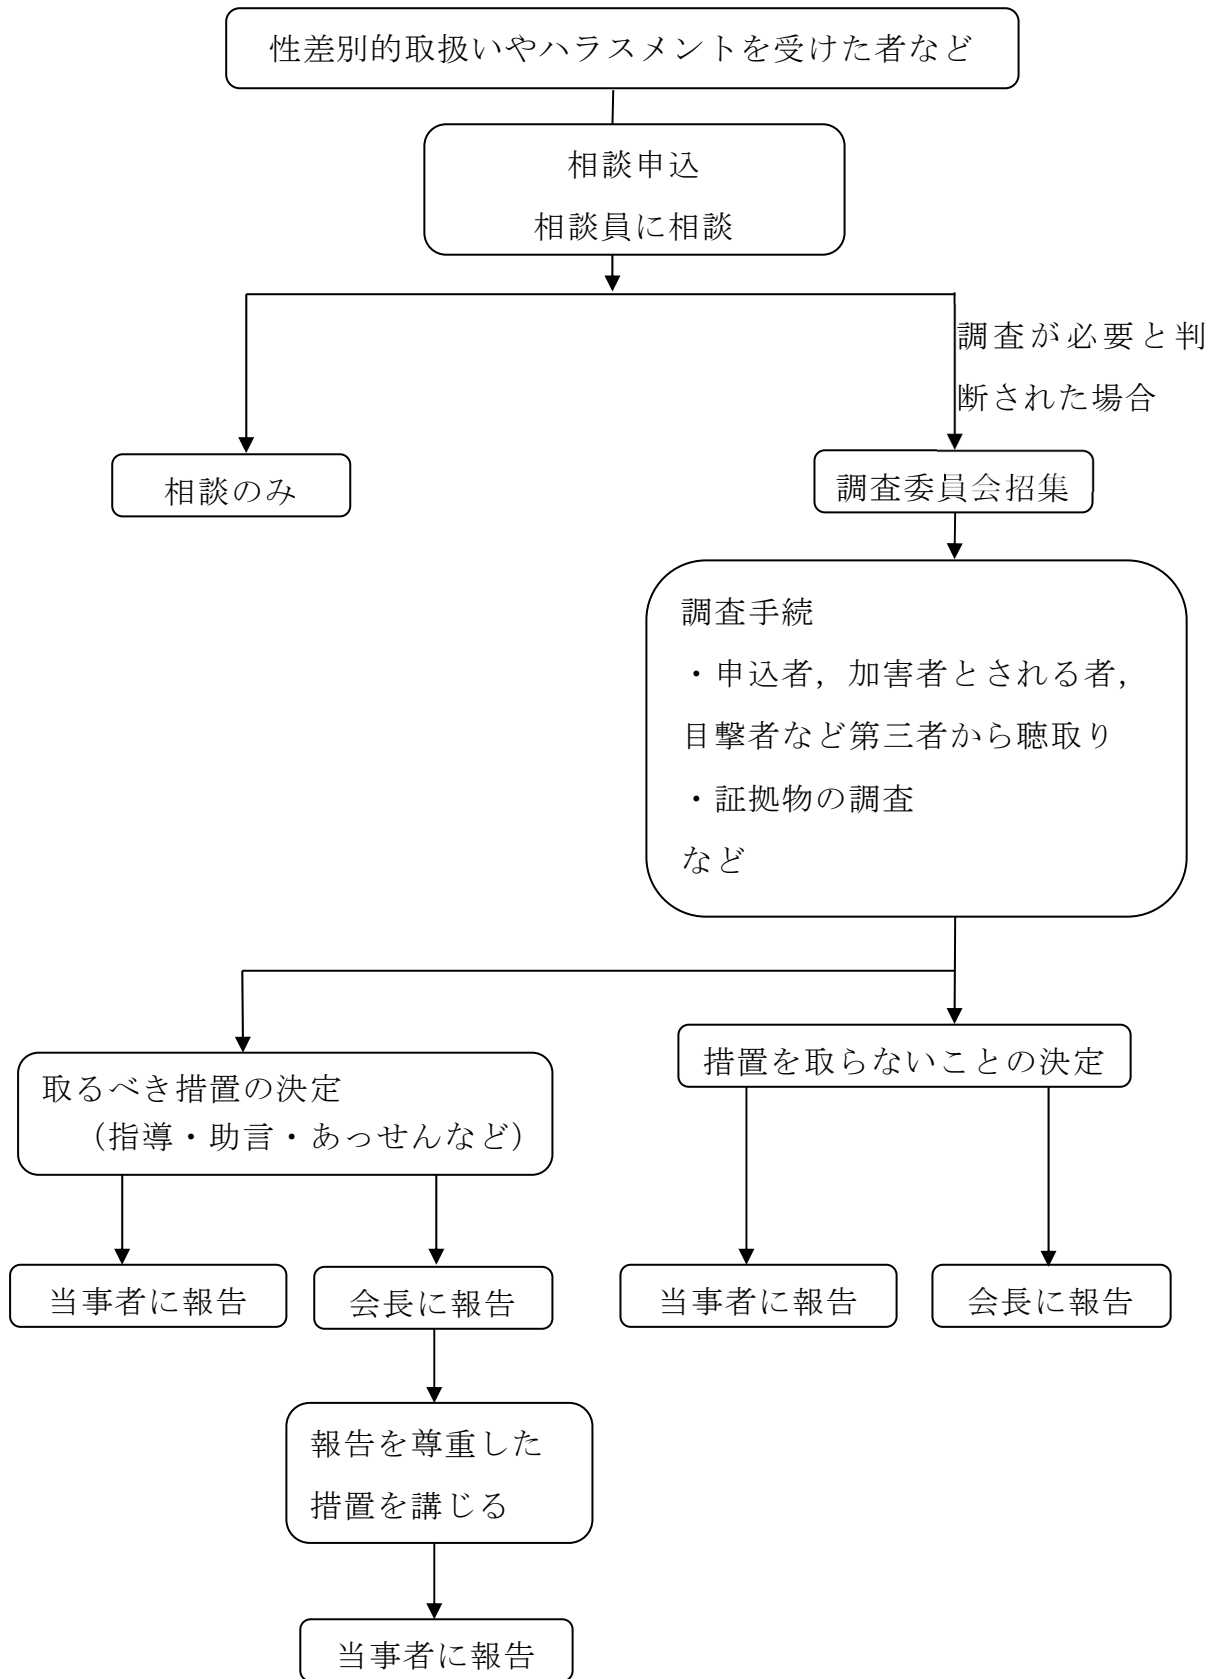 性差別的取扱いやハラスメントを受けた者など
相談申込
相談員に相談
調査が必要と判
断された場合
相談のみ
調査委員会招集
調査手続
・申込者，加害者とされる者，
目撃者など第三者から聴取り
・証拠物の調査
など
取るべき措置の決定
（指導・助言・あっせんなど）
措置を取らないことの決定
当事者に報告
会長に報告
当事者に報告
会長に報告
報告を尊重した
措置を講じる
当事者に報告